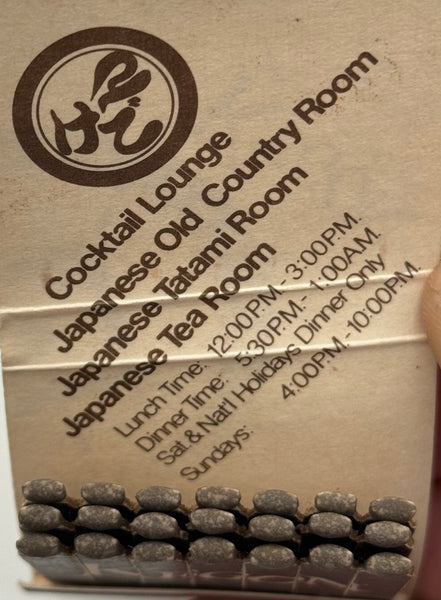 Cocktail Lounge
Japanese Old Country Room
Japanese Tatami Room
Japanese Tea Room
Lunch Time: 12:00P.M.-3:00P.M.
Dinner Time: 5:30P.M.-1:00A.M.
Sat. & Nat'l Holidays Dinner Only
Sundays: 4:00P.M.-10:00P.M.